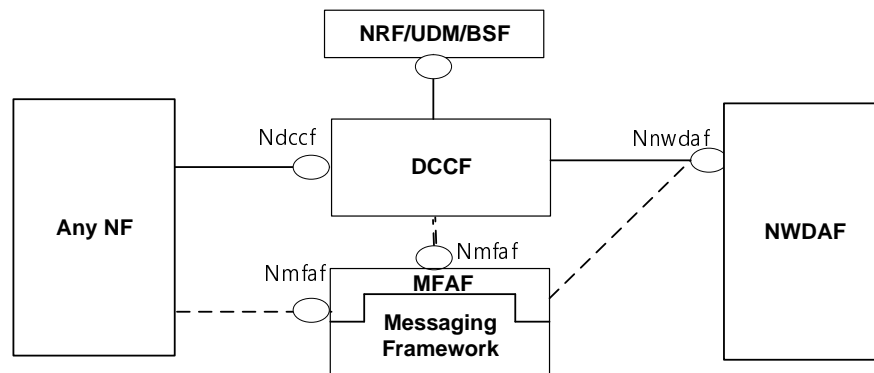 NRF/UDM/BSF
Ndccf
Nnwdaf
DCCF
Any NF
NWDAF
Nmfaf
Nmfaf
MFAF
Messaging
Framework